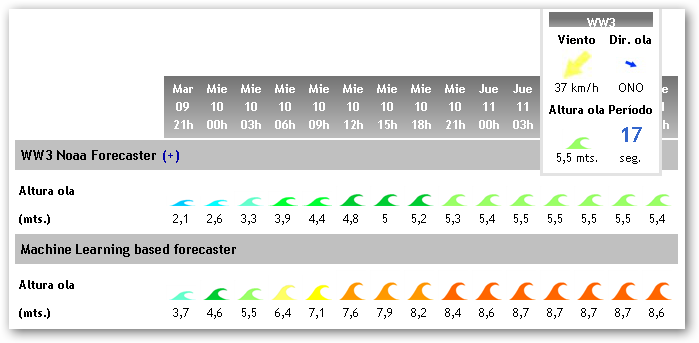 WW3
Viento Dir. ola
37 km/h ONO
Altura ola Período
17
5,5 mts. seg.
Mar Mie Mie Mie Mie Mie Mie Mie Mie Jue Jue
09 10 10 10 10 10 10 10 10 11 11
21h 00h 03h 06h 09h 12h 15h 18h 21h 00h 03h
WW3 Noaa Forecaster (+)
Altura ola
(mts.) 2,1 2,6 3,3 3,9 4,4 4,8 5 5,2 5,3 5,4 5,5 5,5 5,5 5,5 5,4
Machine Learning based forecaster
Altura ola
(mts.) 3,7 4,6 5,5 6,4 7,1 7,6 7,9 8,2 8,4 8,6 8,7 8,7 8,7 8,7 8,6